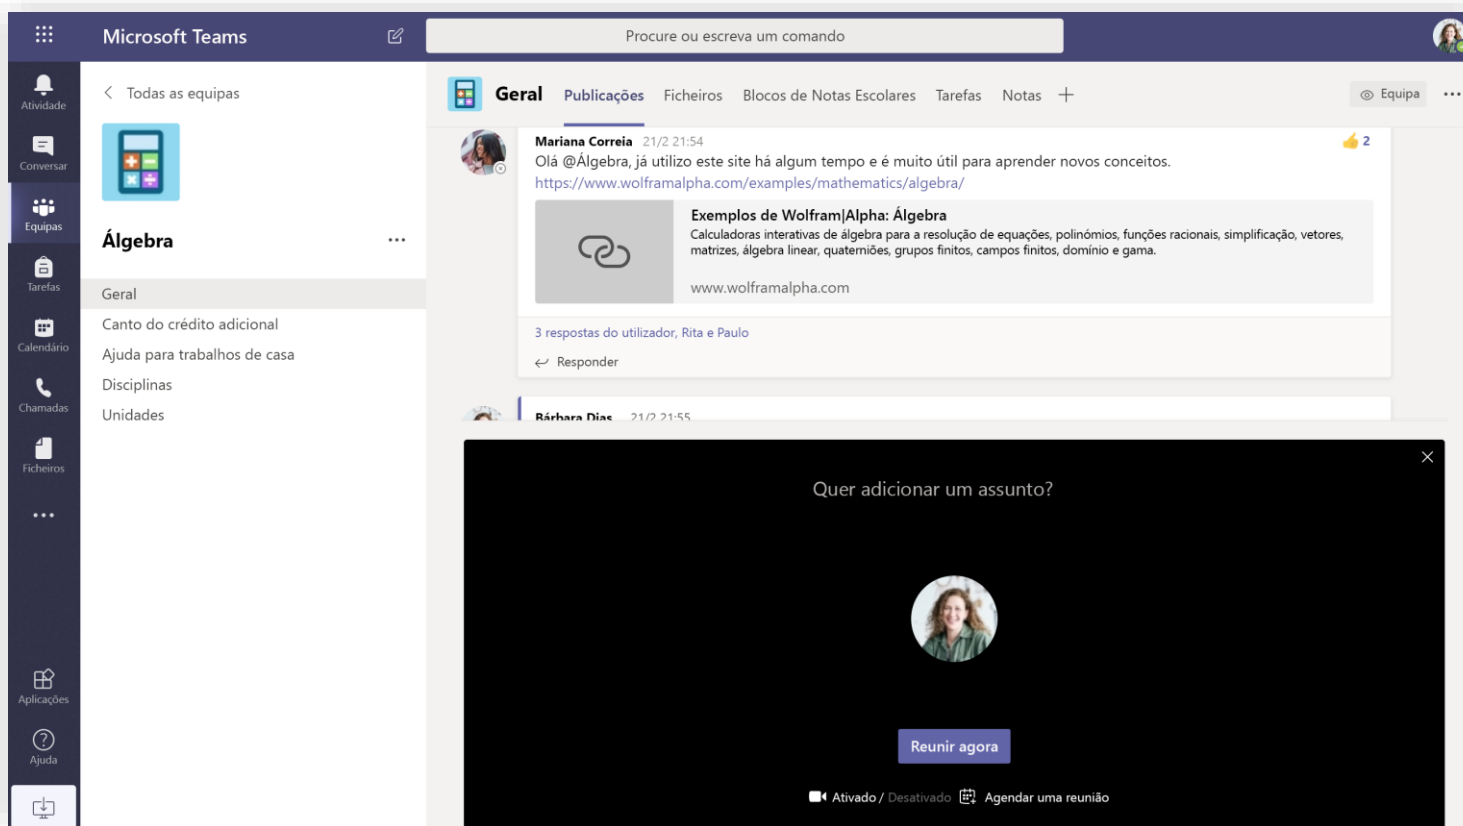 Microsoft Teams
Procure ou escreva um comando
Atividade
Conversar
Equipas
Tarefas
Calendário
Chamadas
Ficheiros
Aplicações
Ajuda
Todas as equipas
Álgebra
Geral
Canto do crédito adicional
Ajuda para trabalhos de casa
Disciplinas
Unidades
Geral Publicações Ficheiros Blocos de Notas Escolares Tarefas Notas
Equipa
Mariana Correia 21/2 21:54
2
Olá @Álgebra, já utilizo este site há algum tempo e é muito útil para aprender novos conceitos.
https://www.wolframalpha.com/examples/mathematics/algebra/
Exemplos de Wolfram|Alpha: Álgebra
Calculadoras interativas de álgebra para a resolução de equações, polinómios, funções racionais, simplificação, vetores,
matrizes, álgebra linear, quaterniões, grupos finitos, campos finitos, domínio e gama.
www.wolframalpha.com
3 respostas do utilizador, Rita e Paulo
Responder
Bárbara Dias 21/2 21:55
Quer adicionar um assunto?
Reunir agora
Ativado / Desativado Agendar uma reunião